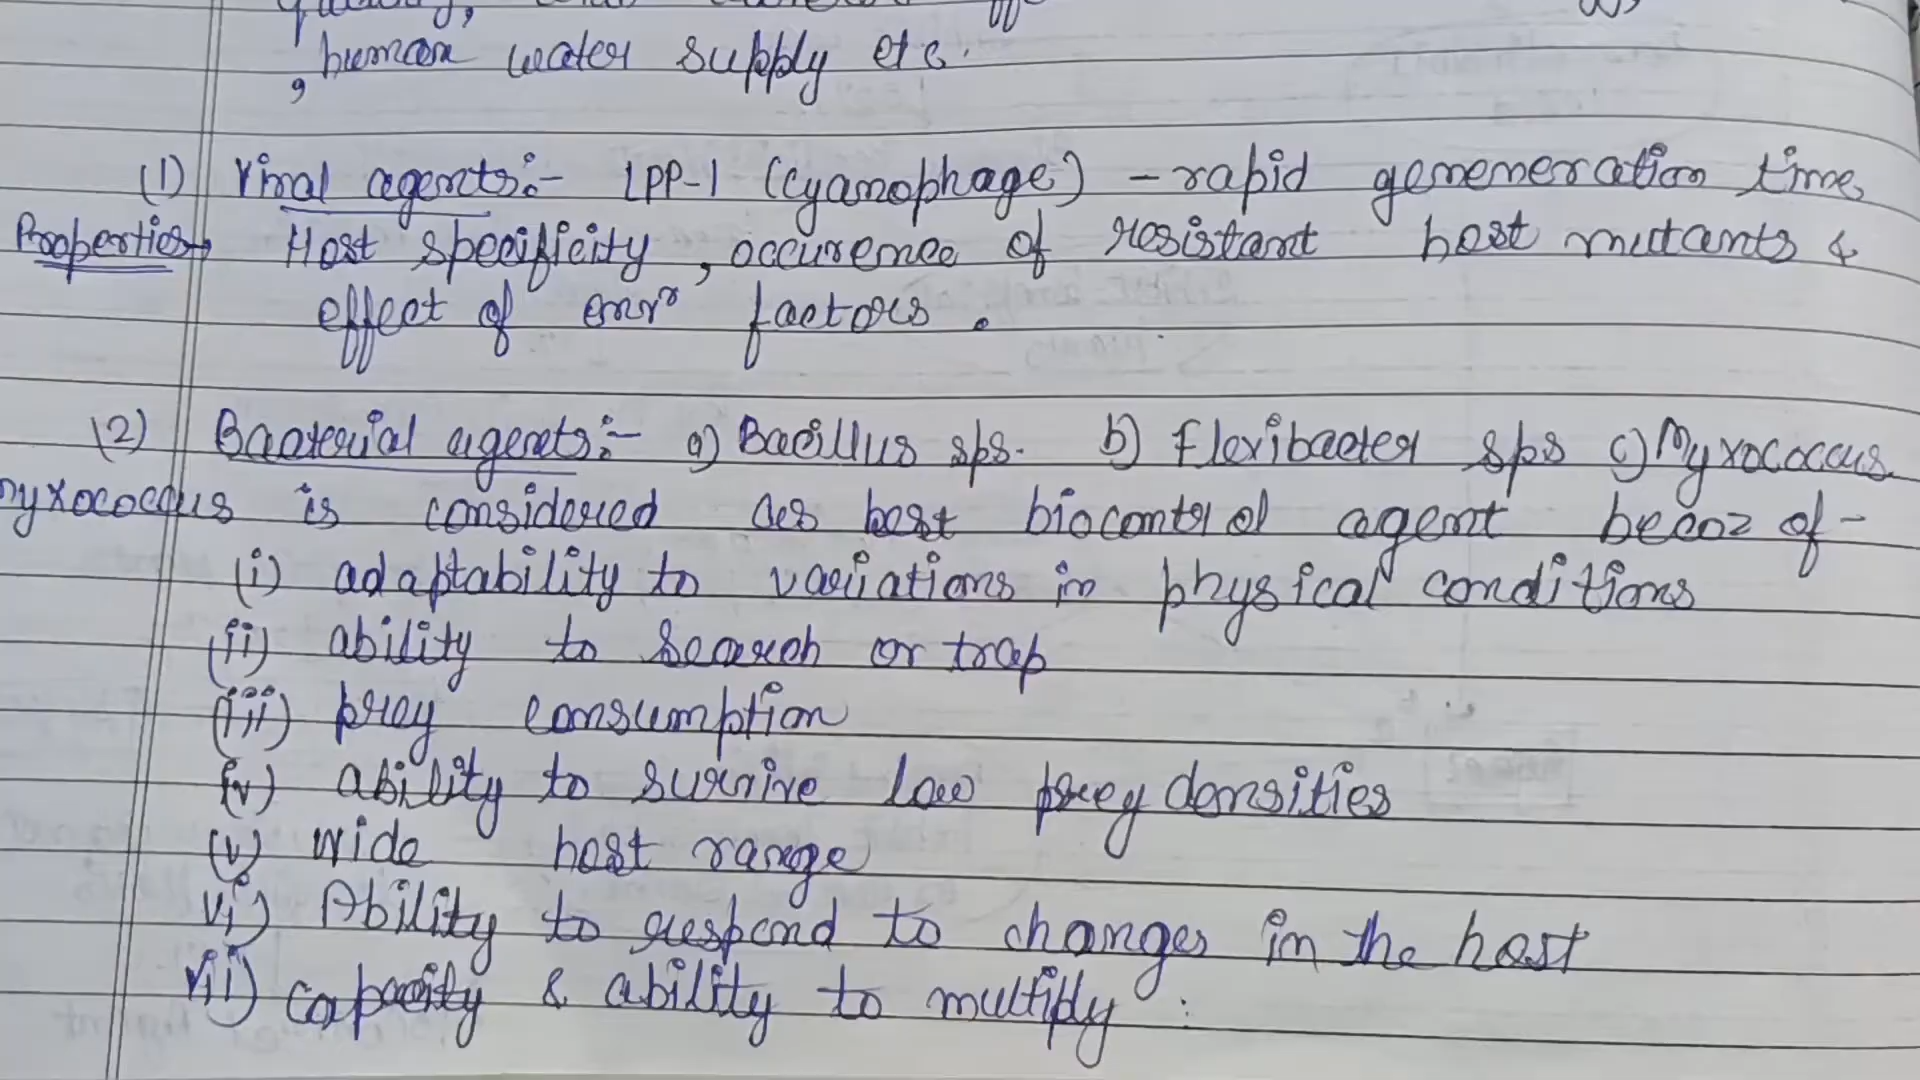 , human water supply etc.
(1) Viral agents:- LPP-1 (Cyanophage) - rapid genemeration time,
Properties → Host specificity, occurence of resistant host mutants &
effect of envr factors.
(2) Bacterial agents:- a) Bacillus sps. b) Flexibacter sps c) Myxococcus
Myxococcus is considered as best biocontrol agent becoz of -
(i) adaptability to variations in physical conditions
(ii) ability to search or trap
(iii) prey consumption
(iv) ability to survive low prey densities
(v) wide host range
vi) Ability to respond to changes in the host
vii) capacity & ability to multiply.